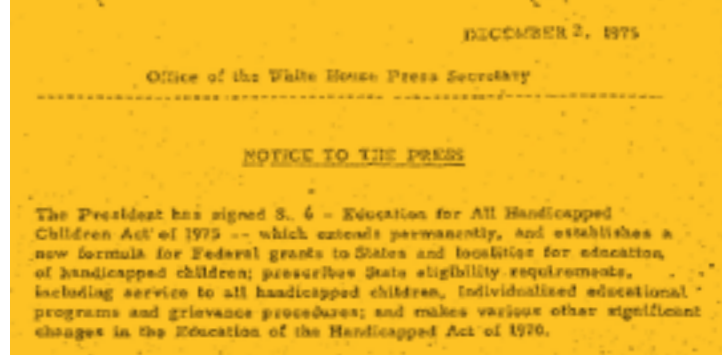 DECEMBER 2, 1975
Office of the White House Press Secretary
NOTICE TO THE PRESS
The President has signed S. 6 - Education for All Handicapped
Children Act of 1975 -- which extends permanently, and establishes a
new formula for Federal grants to States and localities for education
of handicapped children; prescribes State eligibility requirements,
including service to all handicapped children, individualized educational
programs and grievance procedures; and makes various other significant
changes in the Education of the Handicapped Act of 1970.